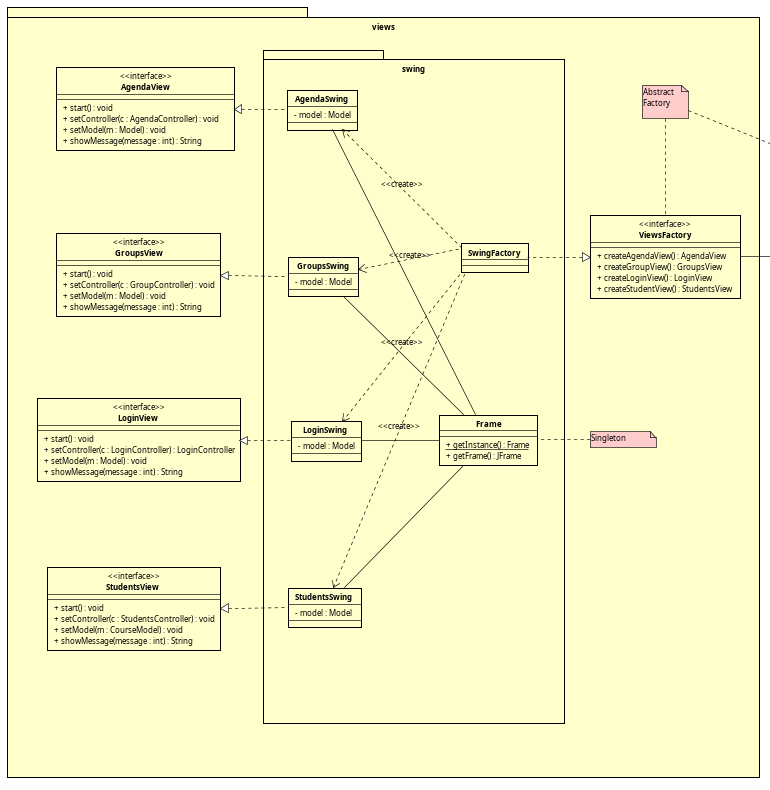 views
swing
<<interface>>
AgendaView
+ start() : void
+ setController(c : AgendaController) : void
+ setModel(m : Model) : void
+ showMessage(message : int) : String
AgendaSwing
- model : Model
Abstract
Factory
<<create>>
<<interface>>
ViewsFactory
+ createAgendaView() : AgendaView
+ createGroupView() : GroupsView
+ createLoginView() : LoginView
+ createStudentView() : StudentsView
<<interface>>
GroupsView
+ start() : void
+ setController(c : GroupController) : void
+ setModel(m : Model) : void
+ showMessage(message : int) : String
GroupsSwing
- model : Model
<<create>>
SwingFactory
<<create>>
<<interface>>
LoginView
+ start() : void
+ setController(c : LoginController) : LoginController
+ setModel(m : Model) : void
+ showMessage(message : int) : String
LoginSwing
- model : Model
<<create>>
Frame
+ getInstance() : Frame
+ getFrame() : JFrame
Singleton
<<interface>>
StudentsView
+ start() : void
+ setController(c : StudentsController) : void
+ setModel(m : CourseModel) : void
+ showMessage(message : int) : String
StudentsSwing
- model : Model